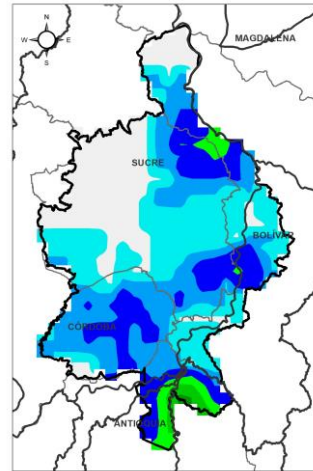 N
W E
S
MAGDALENA
SUCRE
BOLÍVAR
CÓRDOBA
ANTIOQUIA